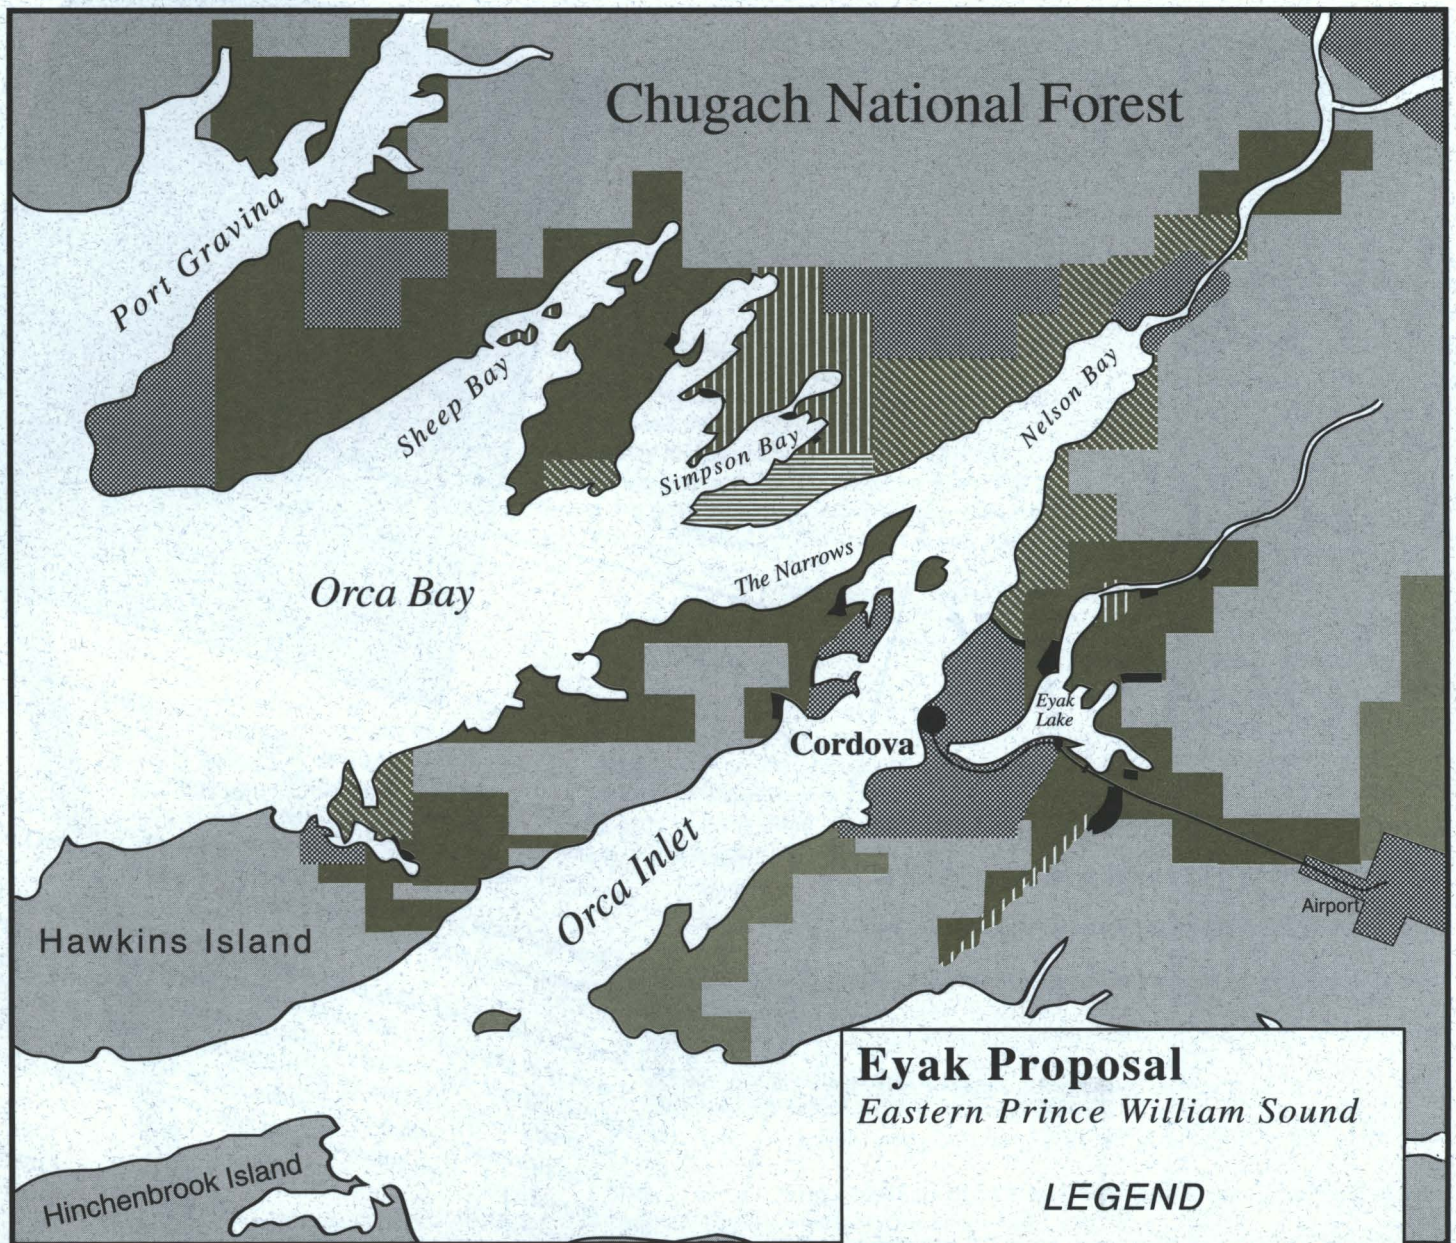 Chugach National Forest
Port Gravina
Sheep Bay
Nelson Bay
Simpson Bay
The Narrows
Orca Bay
Eyak
Lake
Cordova
Orca Inlet
Airport
Hawkins Island
Eyak Proposal
Eastern Prince William Sound
Hinchenbrook Island
LEGEND